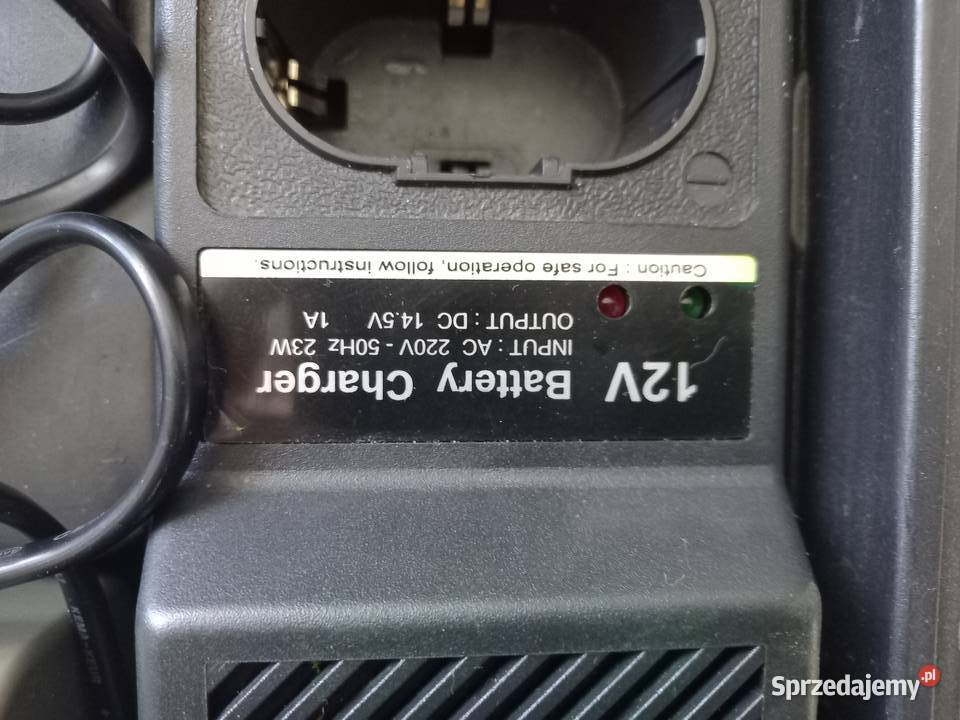 12V Battery Charger
INPUT : AC 220V - 50Hz 23W
OUTPUT : DC 14.5V 1A
Caution : For safe operation, follow instructions.
Sprzedajemy.pl